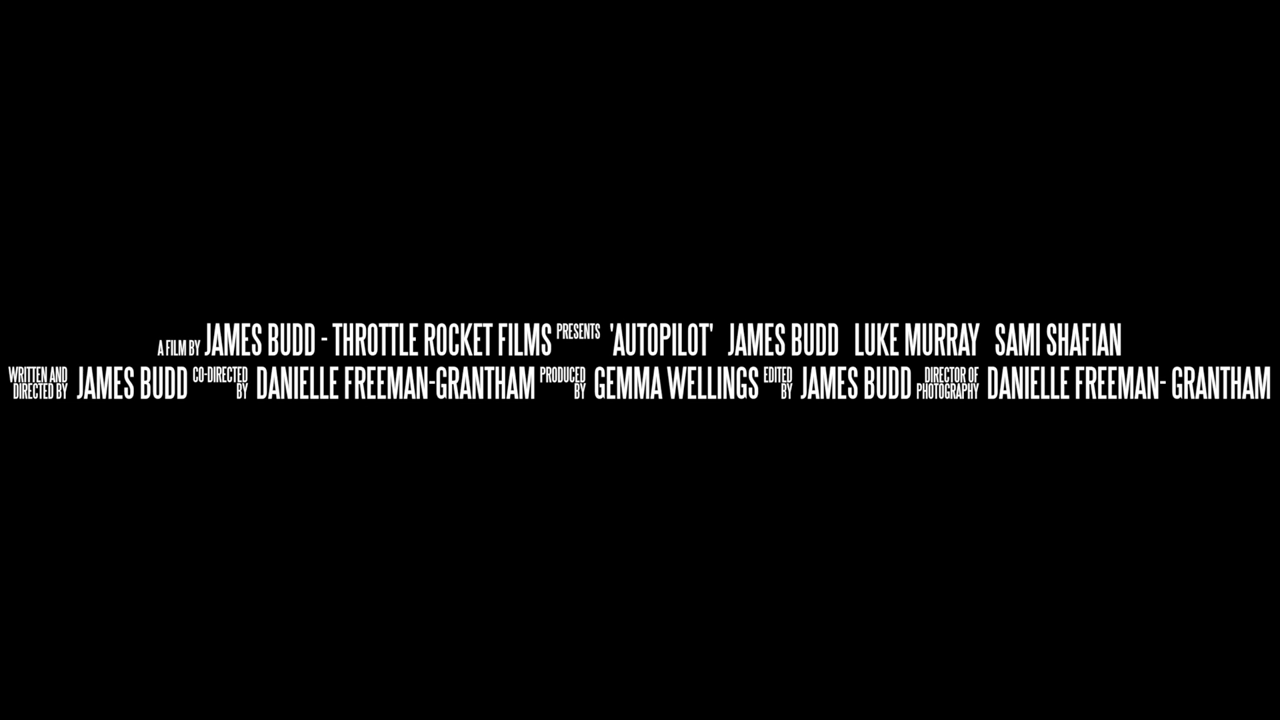 A FILM BY JAMES BUDD - THROTTLE ROCKET FILMS PRESENTS 'AUTOPILOT' JAMES BUDD LUKE MURRAY SAMI SHAFIAN
WRITTEN AND DIRECTED BY JAMES BUDD CO-DIRECTED BY DANIELLE FREEMAN-GRANTHAM PRODUCED BY GEMMA WELLINGS EDITED BY JAMES BUDD DIRECTOR OF PHOTOGRAPHY DANIELLE FREEMAN- GRANTHAM